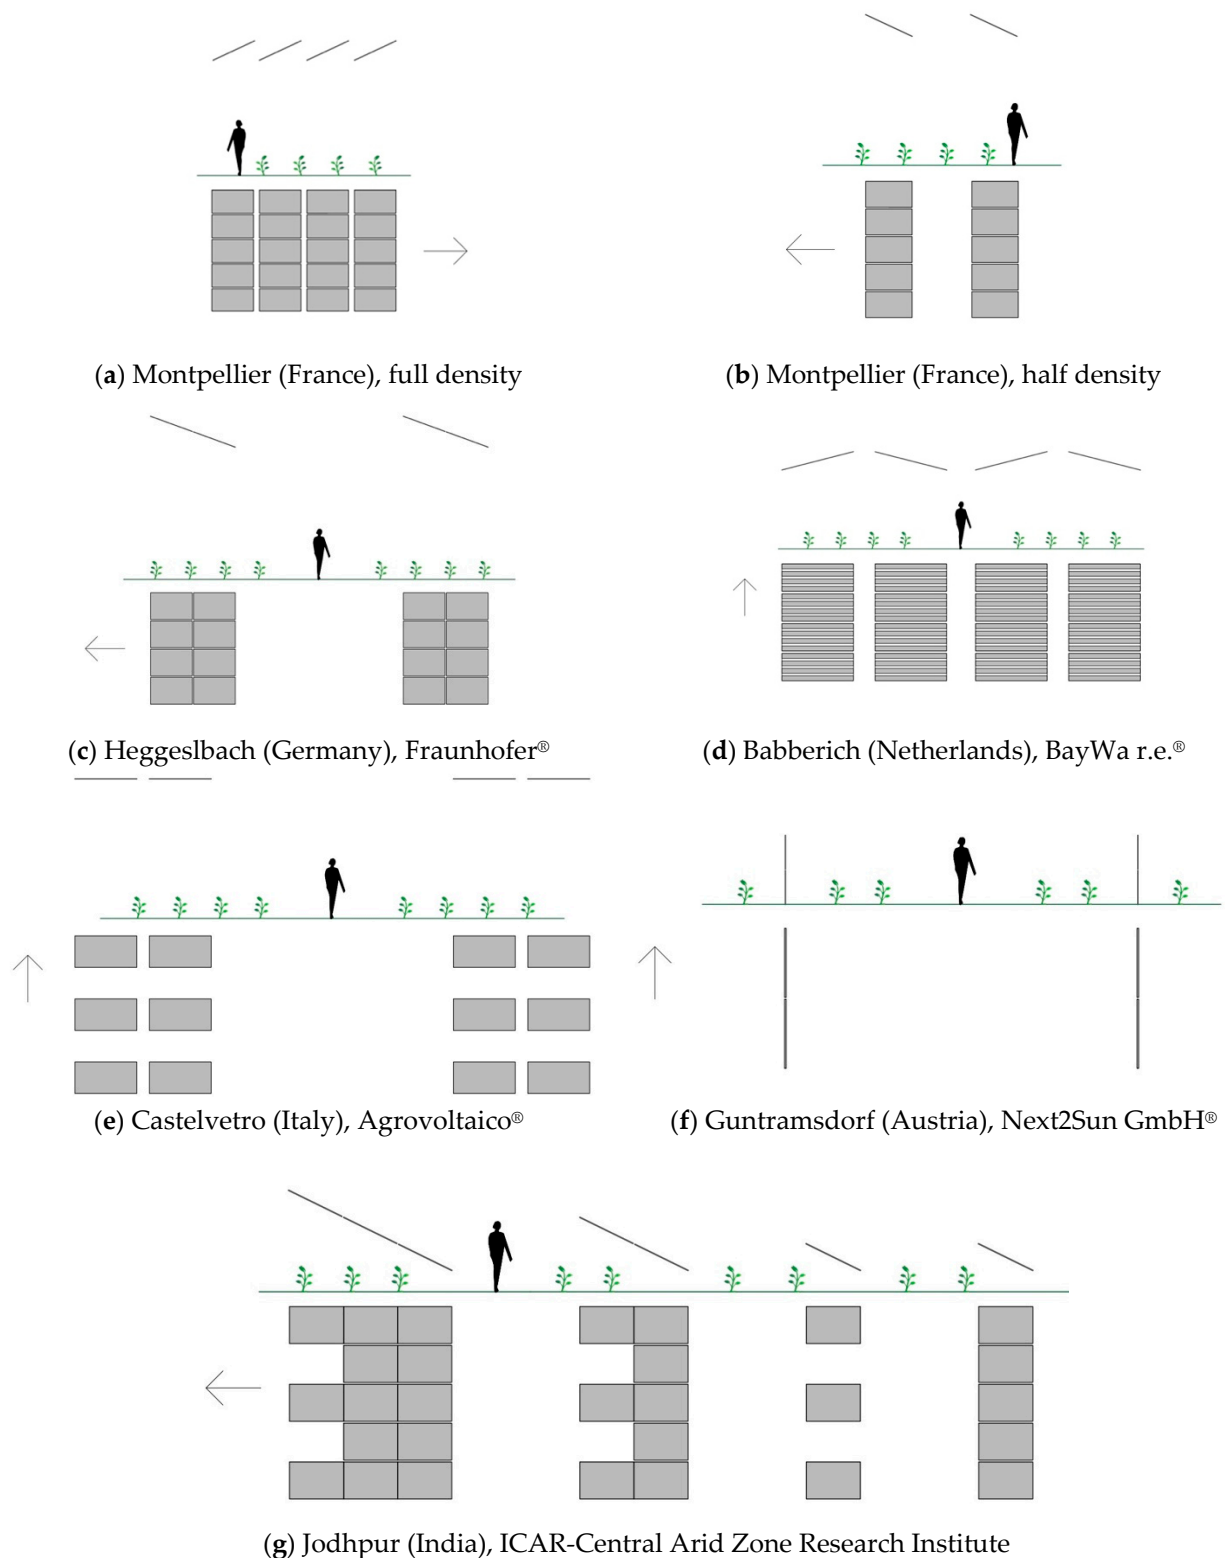 (a) Montpellier (France), full density
(b) Montpellier (France), half density
(c) Heggeslbach (Germany), Fraunhofer®
(d) Babberich (Netherlands), BayWa r.e.®
(e) Castelvetro (Italy), Agrovoltaico®
(f) Guntramsdorf (Austria), Next2Sun GmbH®
(g) Jodhpur (India), ICAR-Central Arid Zone Research Institute